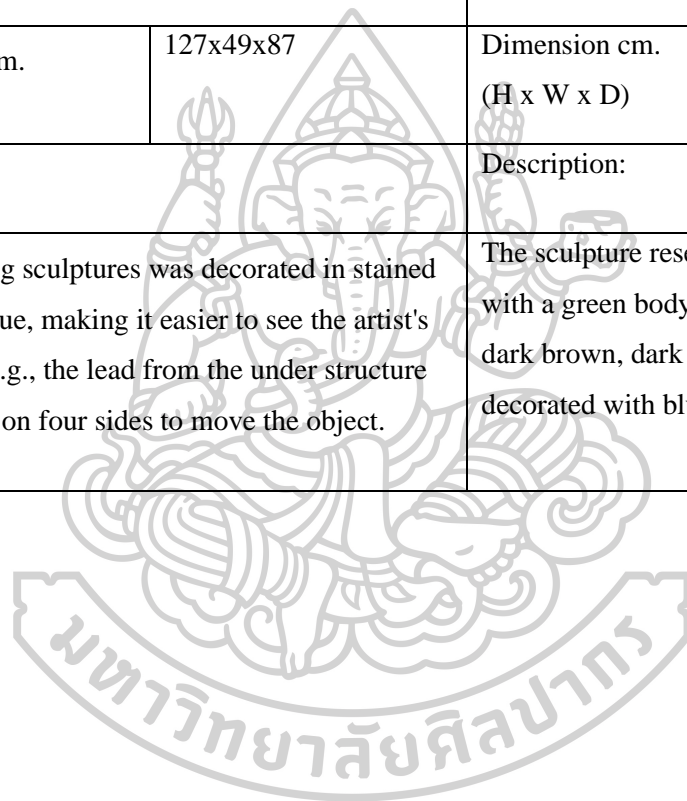 m.
127x49x87
Dimension cm.
(H x W x D)
Description:
g sculptures was decorated in stained
ue, making it easier to see the artist's
.g., the lead from the under structure
on four sides to move the object.
The sculpture rese
with a green body
dark brown, dark
decorated with bl
มหาวิทยาลัยศิลปากร